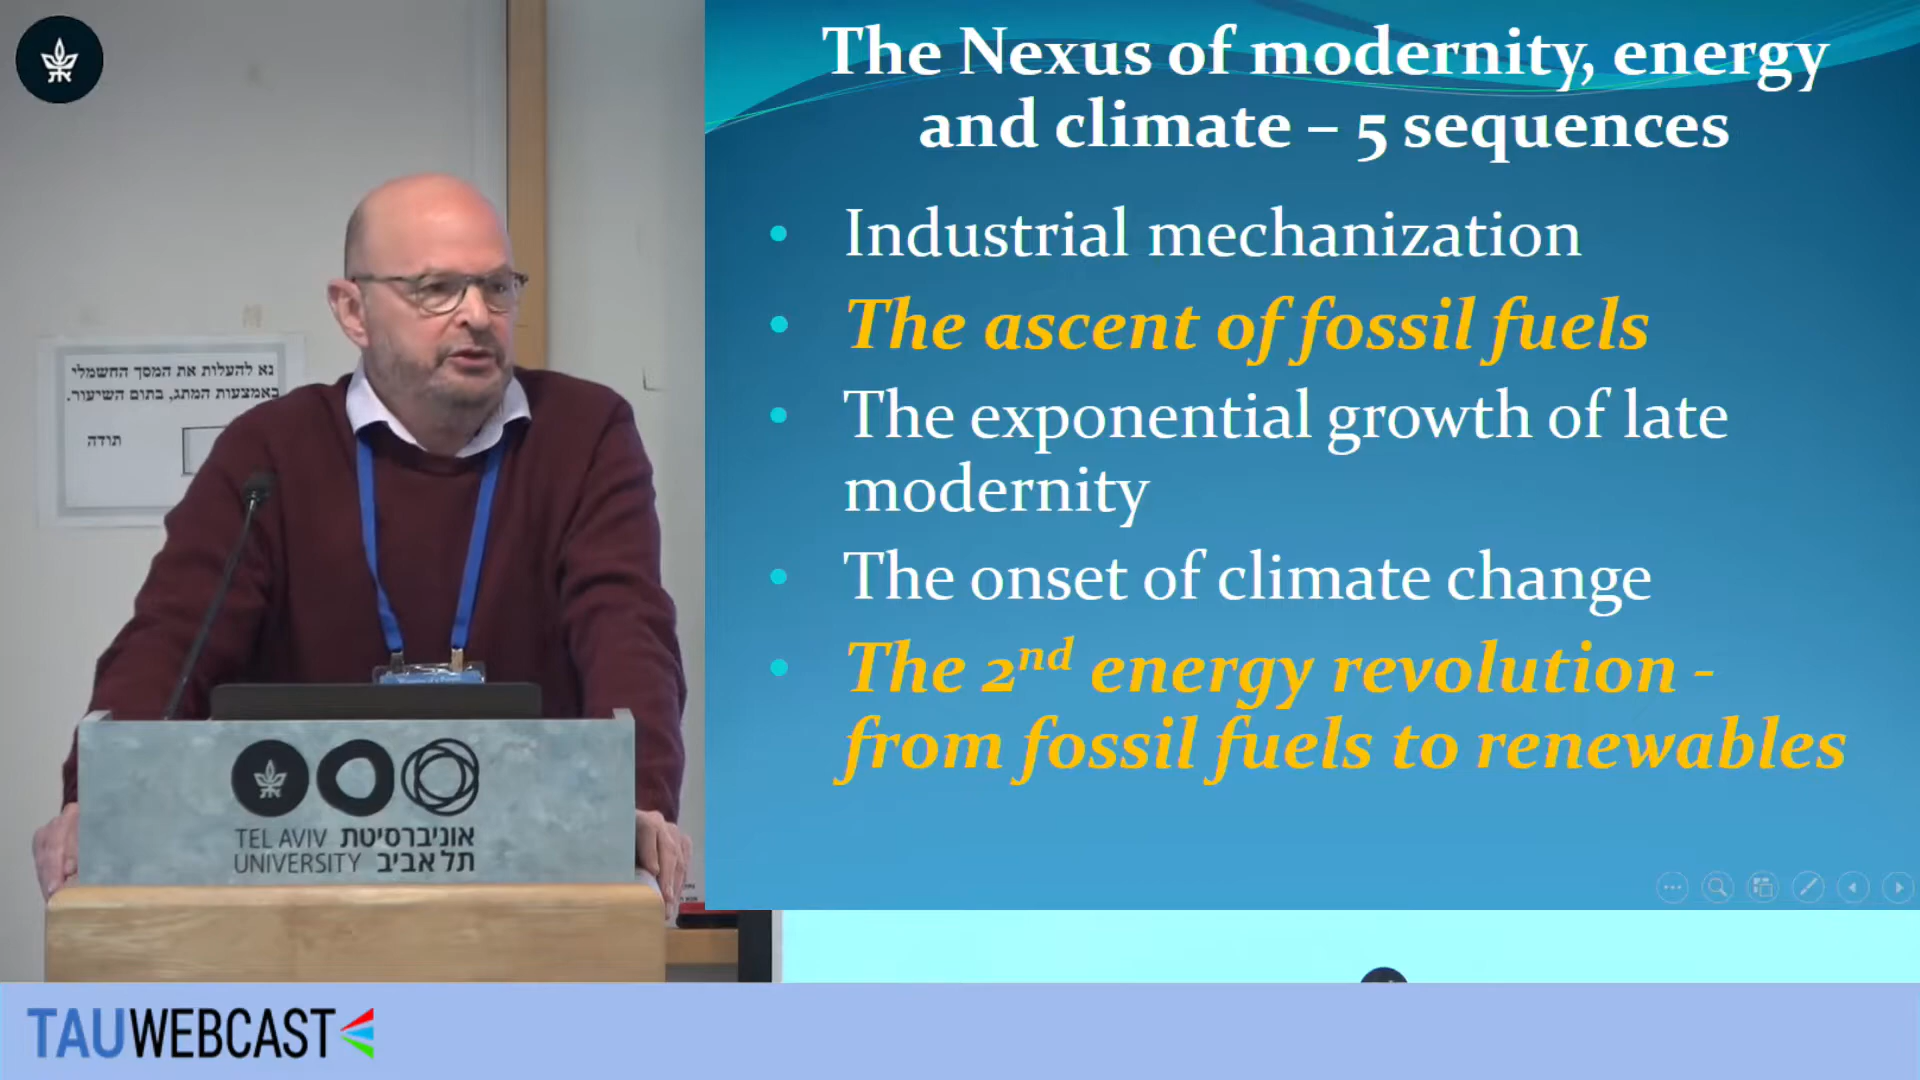 The Nexus of modernity, energy
and climate – 5 sequences
• Industrial mechanization
• The ascent of fossil fuels
• The exponential growth of late
modernity
• The onset of climate change
• The 2nd energy revolution -
from fossil fuels to renewables
נא להעלות את המסך החשמלי
באמצעות המתג, בתום השיעור.
תודה
TEL AVIV אוניברסיטת
UNIVERSITY תל אביב
TAUWEBCAST